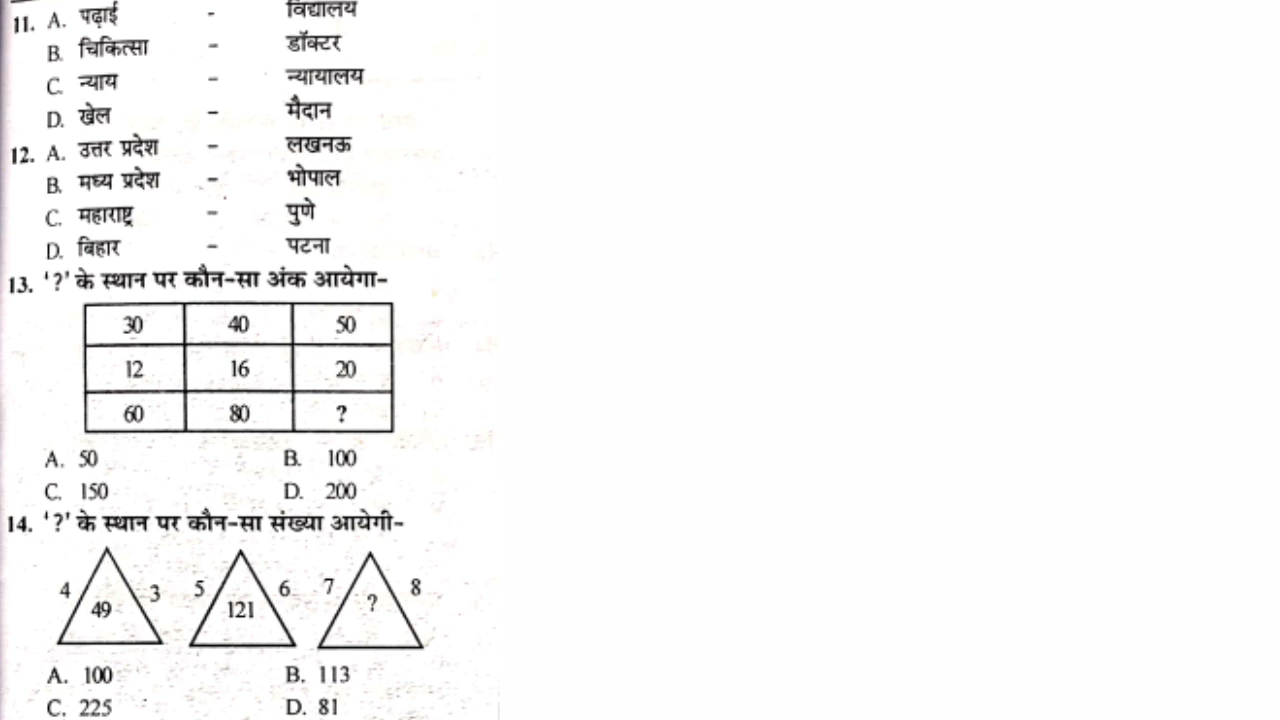 11. A. पढ़ाई - विद्यालय
B. चिकित्सा - डॉक्टर
C. न्याय - न्यायालय
D. खेल - मैदान
12. A. उत्तर प्रदेश - लखनऊ
B. मध्य प्रदेश - भोपाल
C. महाराष्ट्र - पुणे
D. बिहार - पटना
13. '?' के स्थान पर कौन-सा अंक आयेगा-
30 40 50
12 16 20
60 80 ?
A. 50 B. 100
C. 150 D. 200
14. '?' के स्थान पर कौन-सा संख्या आयेगी-
4 49 3 5 121 6 7 ? 8
A. 100 B. 113
C. 225 D. 81